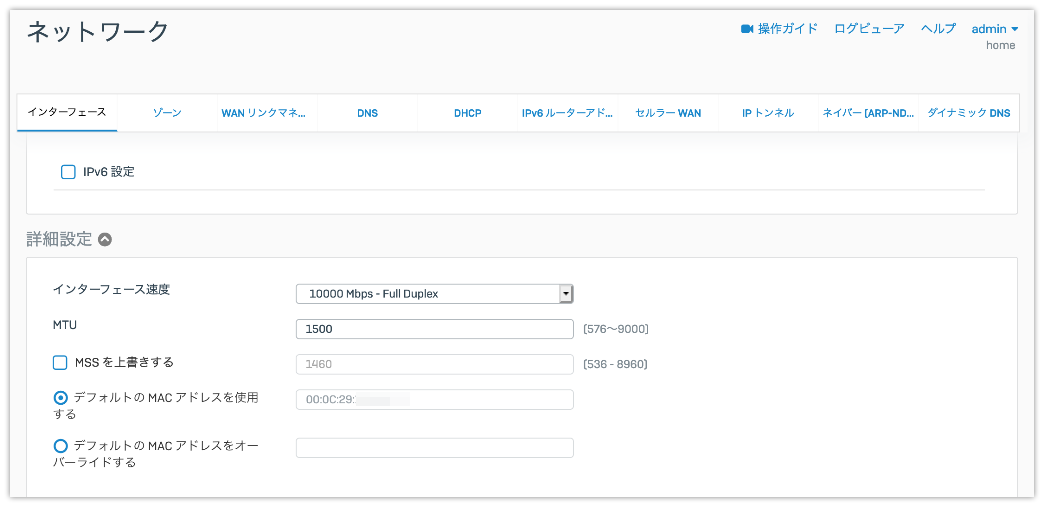 ネットワーク
操作ガイド ログビューア ヘルプ admin
home
インターフェース ゾーン WAN リンクマネ... DNS DHCP IPv6 ルーターアド... セルラー WAN IP トンネル ネイバー [ARP-ND... ダイナミック DNS
IPv6 設定
詳細設定
インターフェース速度 10000 Mbps - Full Duplex
MTU 1500 (576〜9000)
MSS を上書きする 1460 (536 - 8960)
デフォルトの MAC アドレスを使用 00:0C:29:
する
デフォルトの MAC アドレスをオー
バーライドする